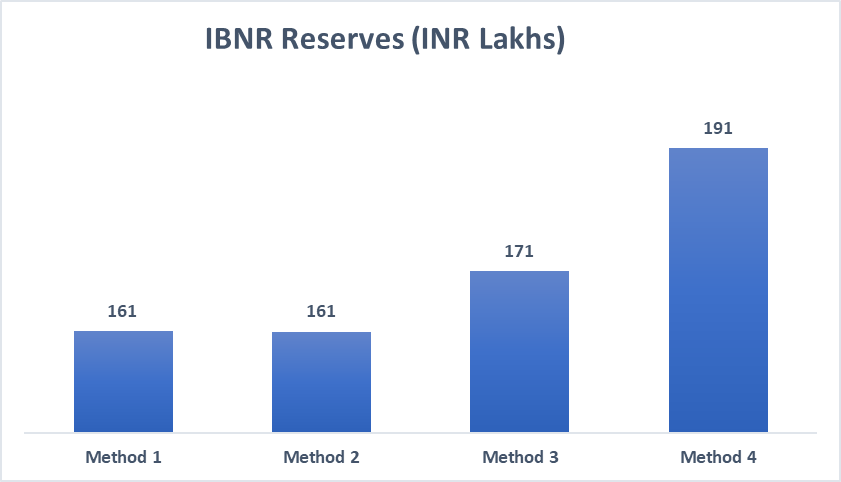 IBNR Reserves (INR Lakhs)
161
161
171
191
Method 1
Method 2
Method 3
Method 4